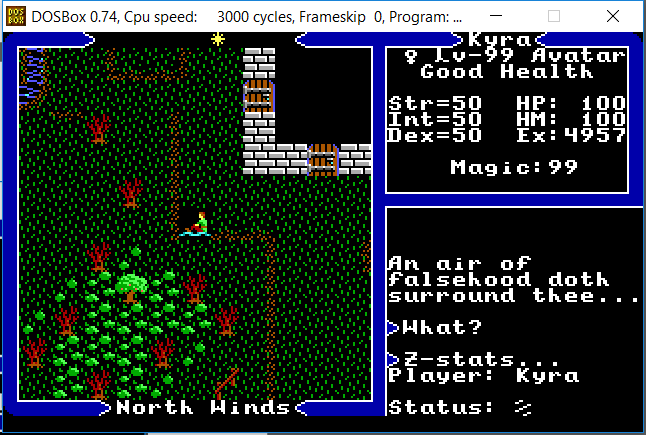 DOS BOX DOSBox 0.74, Cpu speed: 3000 cycles, Frameskip 0, Program: ...
Kyra
♀ Lv-99 Avatar
Good Health
Str=50 HP: 100
Int=50 HM: 100
Dex=50 Ex:4957
Magic:99
An air of
falsehood doth
surround thee...
What?
Z-stats...
Player: Kyra
Status:
North Winds